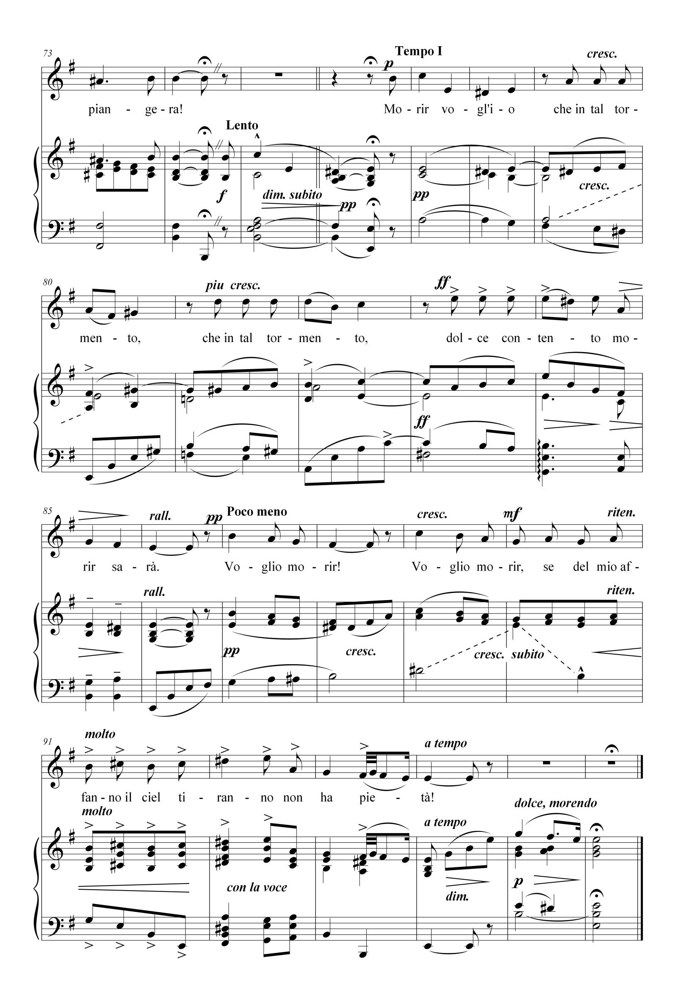 73
Tempo I
p
cresc.
pian - ge - ra! Mo - rir vo - gl'i - o che in tal tor -
Lento
f
dim. subito
pp
pp
cresc.
80
piu cresc.
ff
men - to, che in tal tor - men - to, dol - ce con - ten - to mo -
ff
85
rall.
pp
Poco meno
cresc.
mf
riten.
rir sa - rà. Vo - glio mo - rir! Vo - glio mo - rir, se del mio af -
rall.
riten.
pp
cresc.
cresc. subito
91
molto
a tempo
fan - no il ciel ti - ran - no non ha pie - tà!
molto
a tempo
dolce, morendo
con la voce
dim.
p